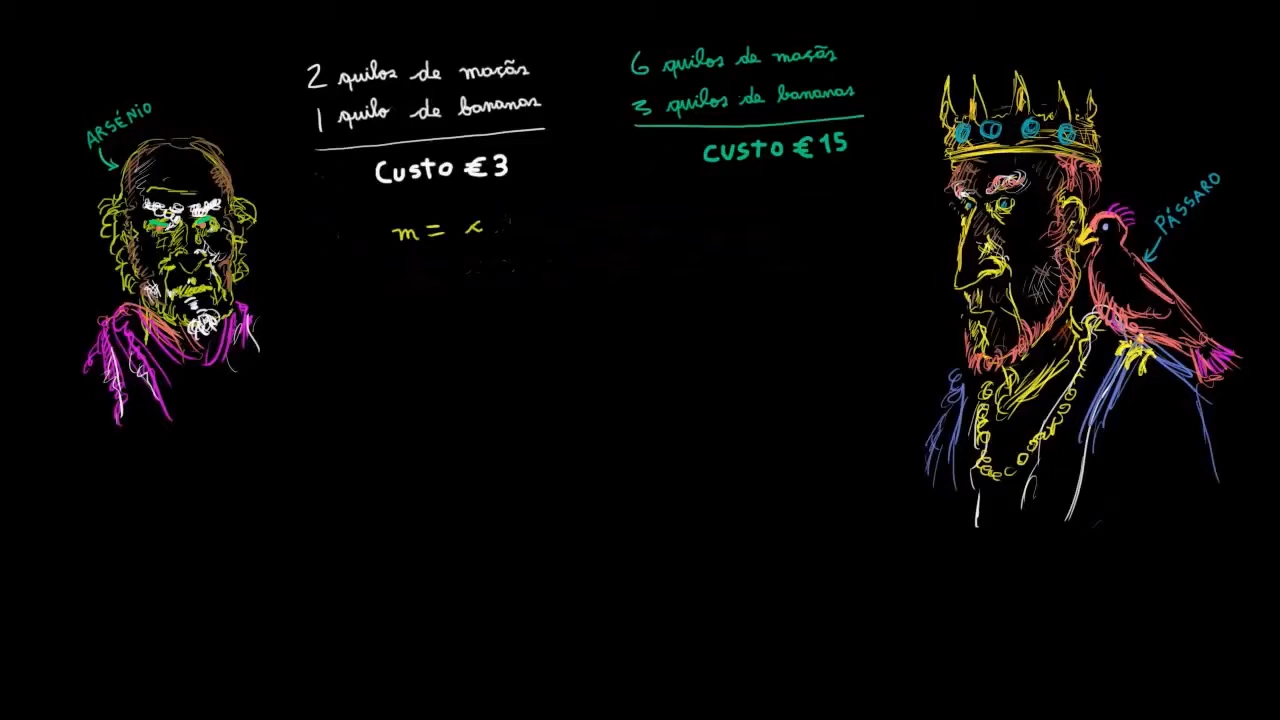 ARSÉNIO
2 quilos de maçãs
1 quilo de bananas
CUSTO € 3
m = c
6 quilos de maçãs
3 quilos de bananas
CUSTO € 15
PÁSSARO